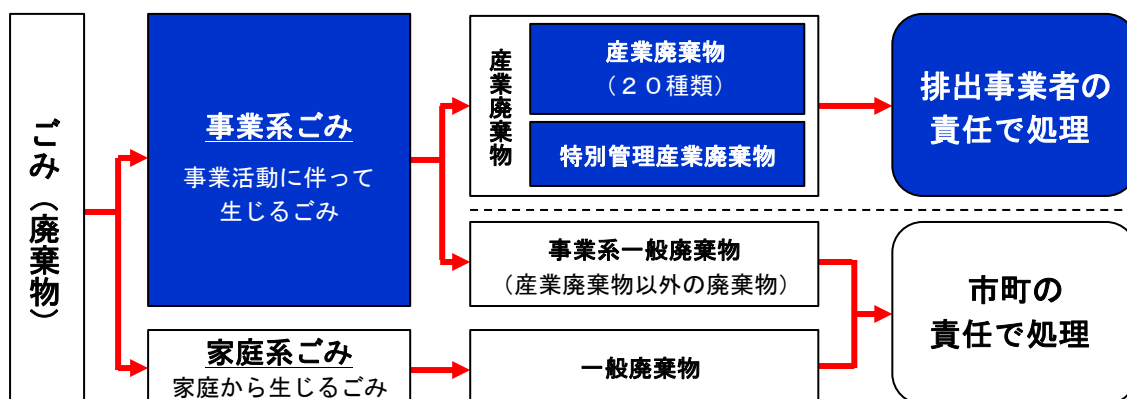 ごみ（廃棄物）
事業系ごみ
事業活動に伴って
生じるごみ
家庭系ごみ
家庭から生じるごみ
産業廃棄物
産業廃棄物
（２０種類）
特別管理産業廃棄物
事業系一般廃棄物
（産業廃棄物以外の廃棄物）
一般廃棄物
排出事業者の
責任で処理
市町の
責任で処理